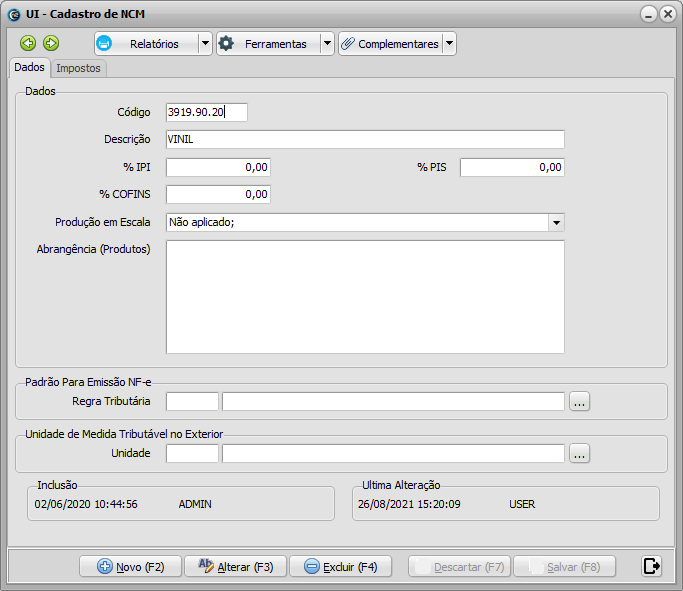 UI - Cadastro de NCM
Relatórios Ferramentas Complementares
Dados Impostos
Dados
Código 3919.90.20
Descrição VINIL
% IPI 0,00 % PIS 0,00
% COFINS 0,00
Produção em Escala Não aplicado;
Abrangência (Produtos)
Padrão Para Emissão NF-e
Regra Tributária ...
Unidade de Medida Tributável no Exterior
Unidade ...
Inclusão Ultima Alteração
02/06/2020 10:44:56 ADMIN 26/08/2021 15:20:09 USER
Novo (F2) Alterar (F3) Excluir (F4) Descartar (F7) Salvar (F8)